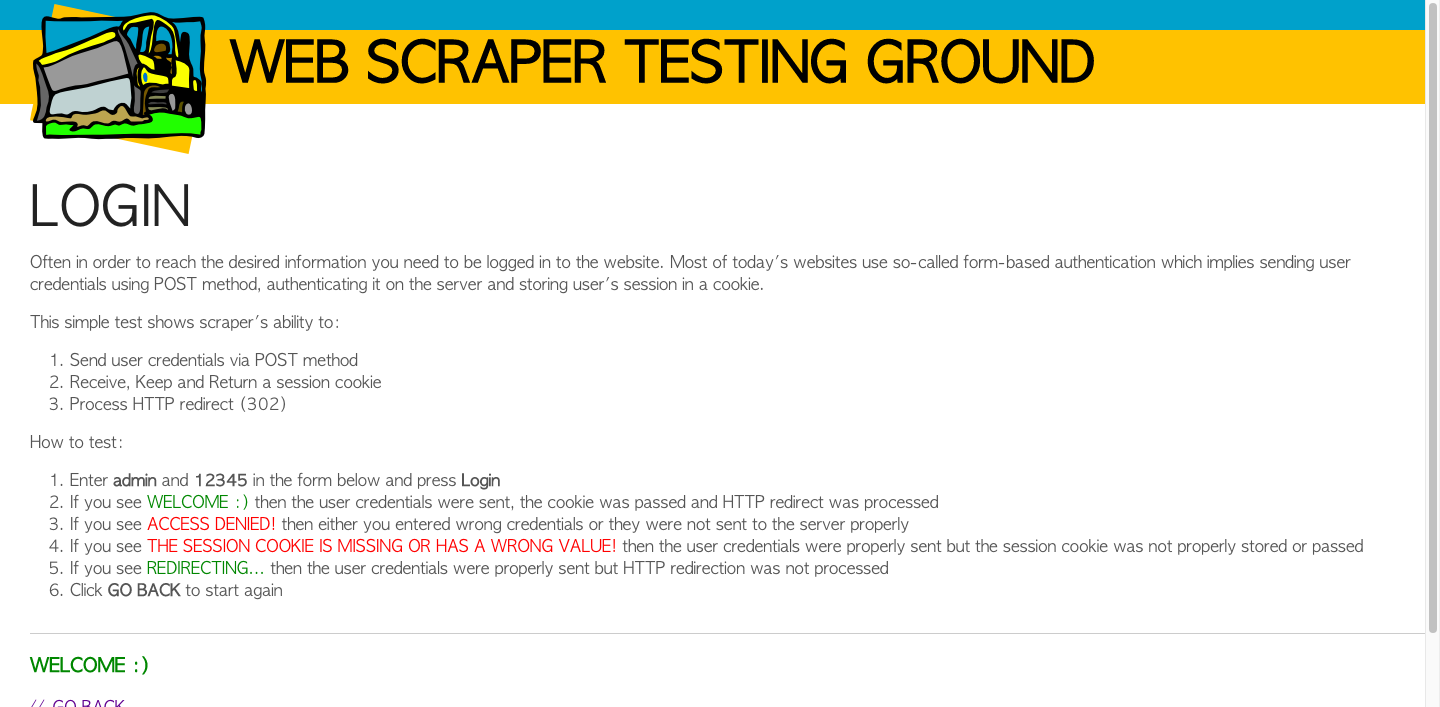 WEB SCRAPER TESTING GROUND
LOGIN
Often in order to reach the desired information you need to be logged in to the website. Most of today's websites use so-called form-based authentication which implies sending user
credentials using POST method, authenticating it on the server and storing user's session in a cookie.
This simple test shows scraper's ability to:
1. Send user credentials via POST method
2. Receive, Keep and Return a session cookie
3. Process HTTP redirect (302)
How to test:
1. Enter admin and 12345 in the form below and press Login
2. If you see WELCOME :) then the user credentials were sent, the cookie was passed and HTTP redirect was processed
3. If you see ACCESS DENIED! then either you entered wrong credentials or they were not sent to the server properly
4. If you see THE SESSION COOKIE IS MISSING OR HAS A WRONG VALUE! then the user credentials were properly sent but the session cookie was not properly stored or passed
5. If you see REDIRECTING... then the user credentials were properly sent but HTTP redirection was not processed
6. Click GO BACK to start again
WELCOME :)
// GO BACK